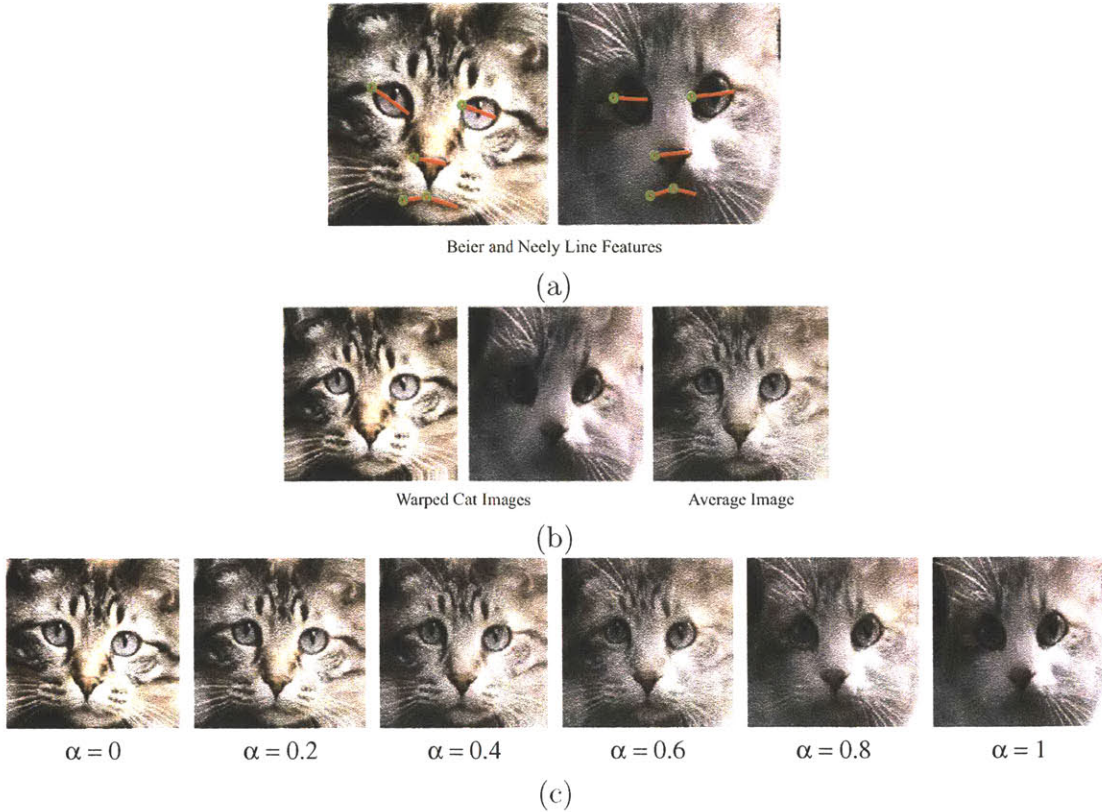 Beier and Neely Line Features
(a)
Warped Cat Images Average Image
(b)
α = 0 α = 0.2 α = 0.4 α = 0.6 α = 0.8 α = 1
(c)